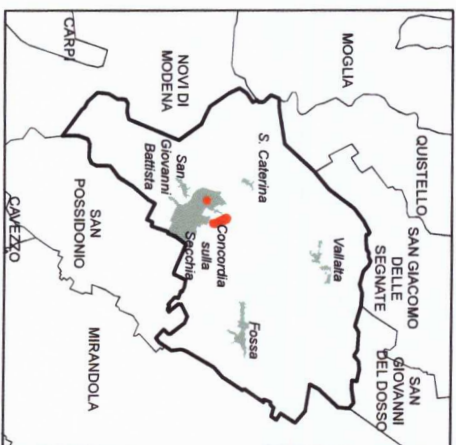 MOGLIA
QUISTELLO
SAN GIACOMO
DELLE
SEGNATE
SAN
GIOVANNI
DEL DOSSO
CARPI
NOVI DI
MODENA
S. Caterina
Vallalta
San
Giovanni
Battista
Concordia
sulla
Secchia
Fossa
SAN
POSSIDONIO
CAVEZZO
MIRANDOLA